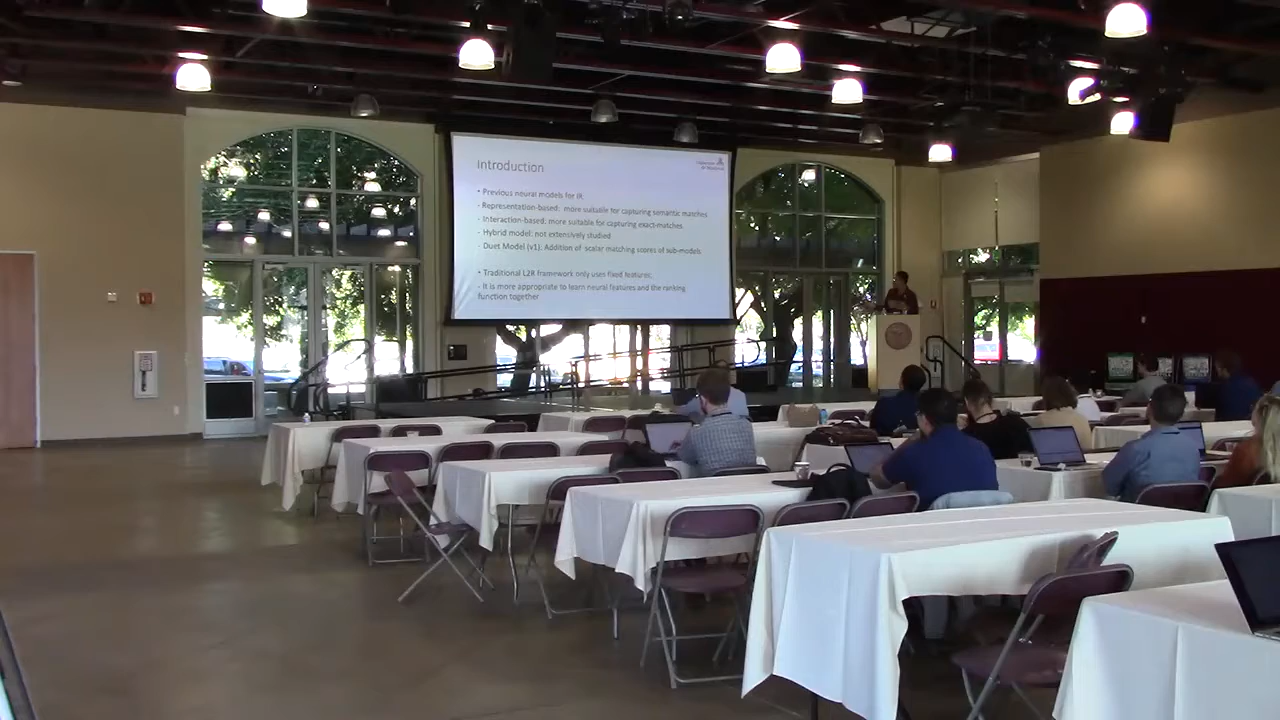 Introduction
• Previous neural models for IR
- Representation-based: more suitable for capturing semantic matches
- Interaction-based: more suitable for capturing exact-matches
- Hybrid model: not extensively studied
- Duet Model (v1): Addition of scalar matching scores of sub-models
• Traditional L2R framework only uses fixed features.
- It is more appropriate to learn neural features and the ranking
function together